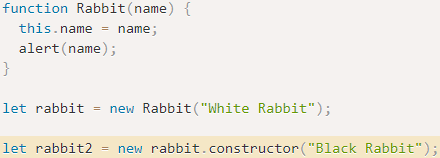 function Rabbit(name) {
  this.name = name;
  alert(name);
}
let rabbit = new Rabbit("White Rabbit");
let rabbit2 = new rabbit.constructor("Black Rabbit");